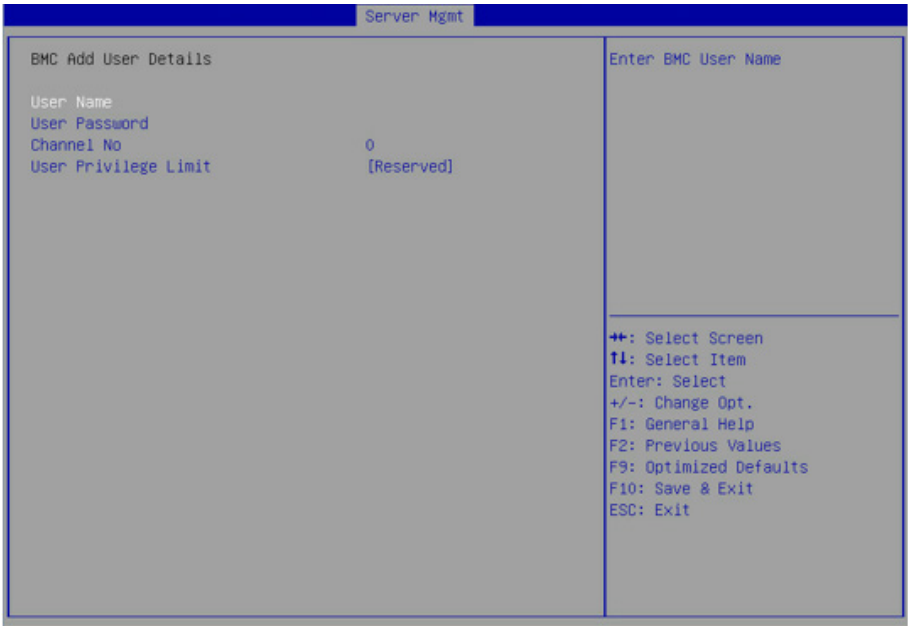 Server Mgmt
BMC Add User Details
Enter BMC User Name
User Name
User Password
Channel No 0
User Privilege Limit [Reserved]
→←: Select Screen
↑↓: Select Item
Enter: Select
+/-: Change Opt.
F1: General Help
F2: Previous Values
F9: Optimized Defaults
F10: Save & Exit
ESC: Exit